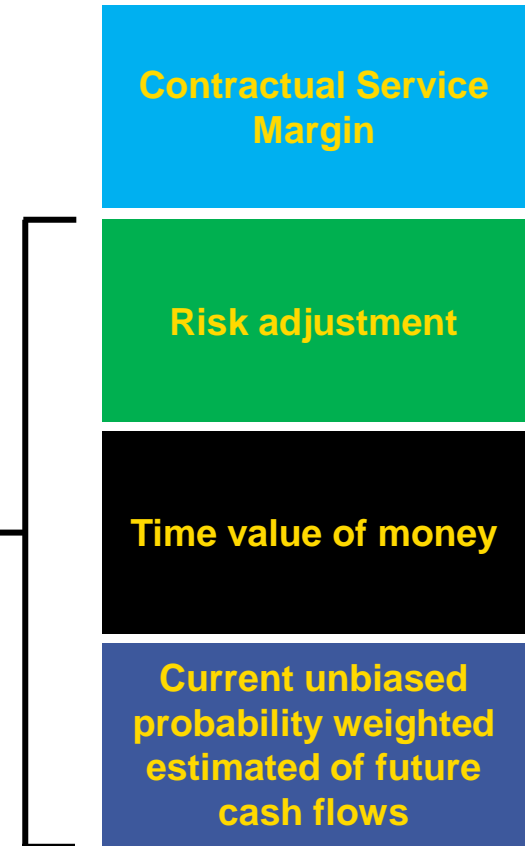 Contractual Service
Margin
Risk adjustment
Time value of money
Current unbiased
probability weighted
estimated of future
cash flows